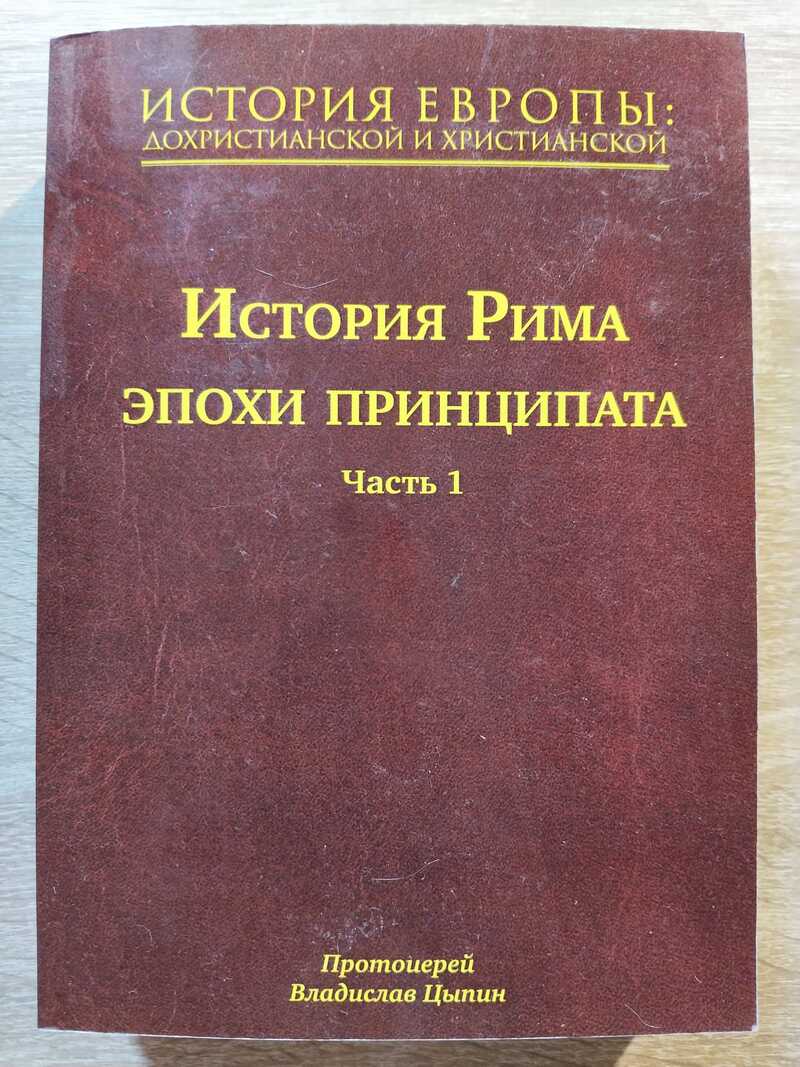 ИСТОРИЯ ЕВРОПЫ:
ДОХРИСТИАНСКОЙ И ХРИСТИАНСКОЙ
История Рима
эпохи принципата
Часть 1
Протоиерей
Владислав Цыпин